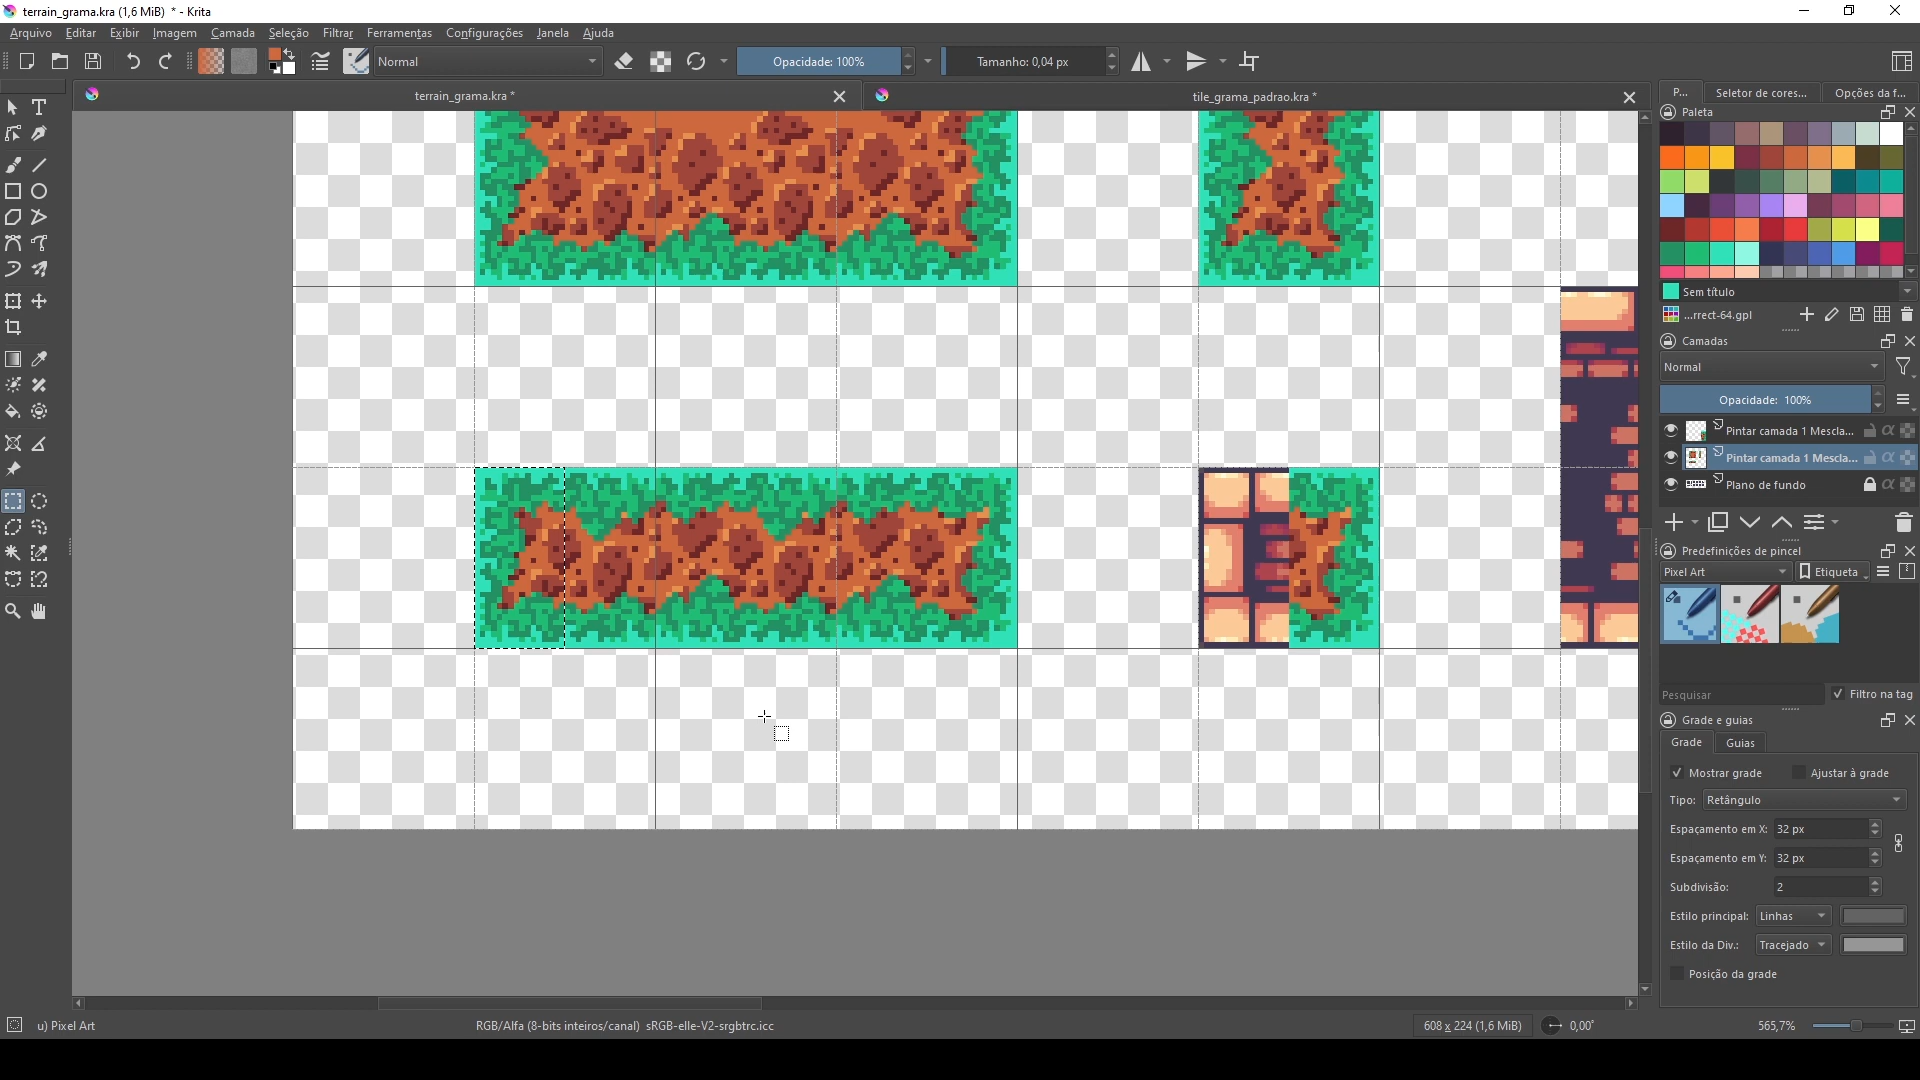 terrain_grama.kra (1,6 MiB) * - Krita
Arquivo Editar Exibir Imagem Camada Seleção Filtrar Ferramentas Configurações Janela Ajuda
Normal Opacidade: 100% Tamanho: 0,04 px
terrain_grama.kra * tile_grama_padrao.kra *
P... Seletor de cores... Opções da f...
Paleta
Sem título
...rrect-64.gpl
Camadas
Normal
Opacidade: 100%
Pintar camada 1 Mescla...
Pintar camada 1 Mescla...
Plano de fundo
Predefinições de pincel
Pixel Art Etiqueta
Pesquisar Filtro na tag
Grade e guias
Grade Guias
Mostrar grade Ajustar à grade
Tipo: Retângulo
Espaçamento em X: 32 px
Espaçamento em Y: 32 px
Subdivisão: 2
Estilo principal: Linhas
Estilo da Div.: Tracejado
Posição da grade
u) Pixel Art RGB/Alfa (8-bits inteiros/canal) sRGB-elle-V2-srgbtrc.icc 608 x 224 (1,6 MiB) 0,00° 565,7%